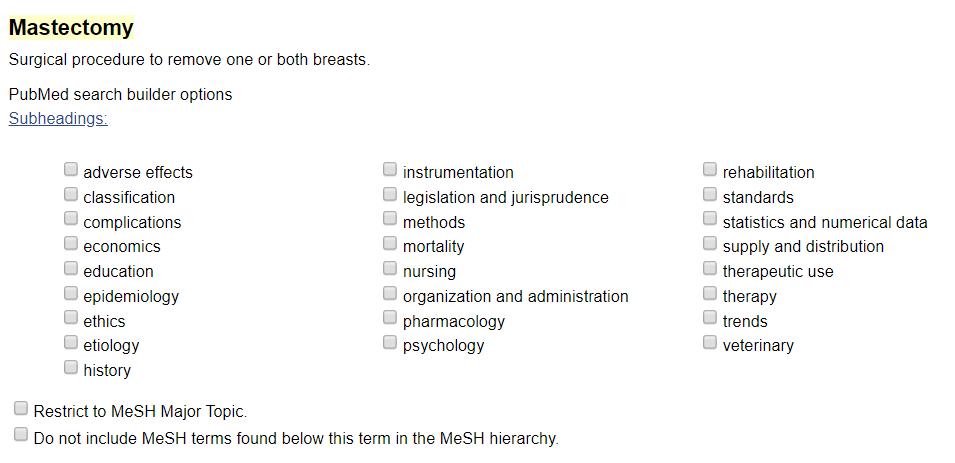 Mastectomy
Surgical procedure to remove one or both breasts.
PubMed search builder options
Subheadings:
adverse effects
classification
complications
economics
education
epidemiology
ethics
etiology
history
instrumentation
legislation and jurisprudence
methods
mortality
nursing
organization and administration
pharmacology
psychology
rehabilitation
standards
statistics and numerical data
supply and distribution
therapeutic use
therapy
trends
veterinary
Restrict to MeSH Major Topic.
Do not include MeSH terms found below this term in the MeSH hierarchy.